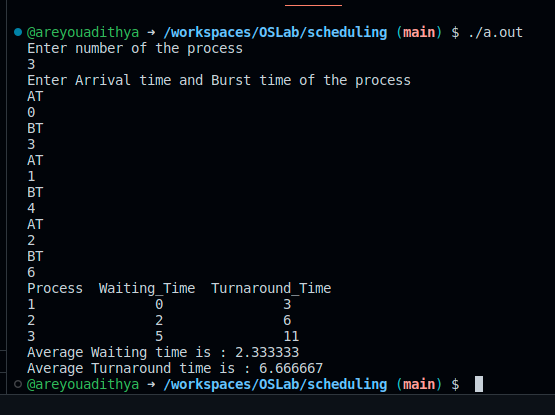 @areyouadithya ➜ /workspaces/OSLab/scheduling (main) $ ./a.out
Enter number of the process
3
Enter Arrival time and Burst time of the process
AT
0
BT
3
AT
1
BT
4
AT
2
BT
6
Process  Waiting_Time  Turnaround_Time
1               0               3
2               2               6
3               5               11
Average Waiting time is : 2.333333
Average Turnaround time is : 6.666667
@areyouadithya ➜ /workspaces/OSLab/scheduling (main) $